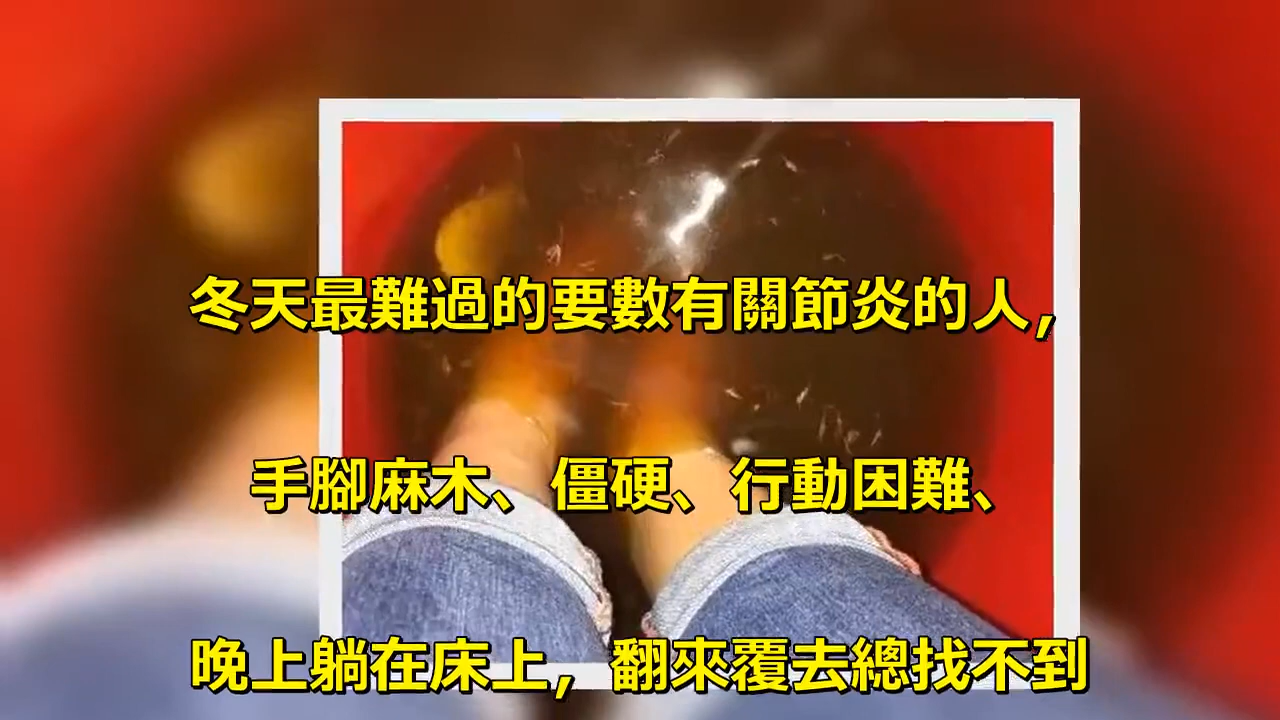 冬天最難過的要數有關節炎的人，
手腳麻木、僵硬、行動困難、
晚上躺在床上，翻來覆去總找不到